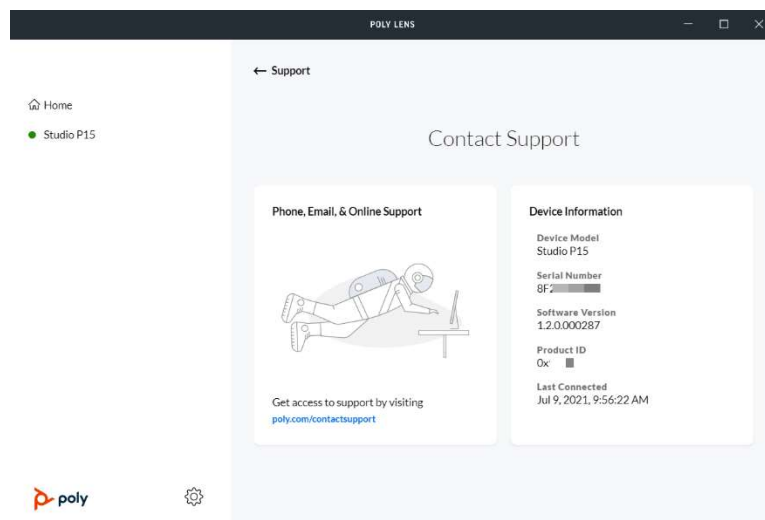 POLY LENS
← Support
Home
Studio P15
Contact Support
Phone, Email, & Online Support
Get access to support by visiting
poly.com/contactsupport
Device Information
Device Model
Studio P15
Serial Number
8F2
Software Version
1.2.0.000287
Product ID
0x
Last Connected
Jul 9, 2021, 9:56:22 AM
poly